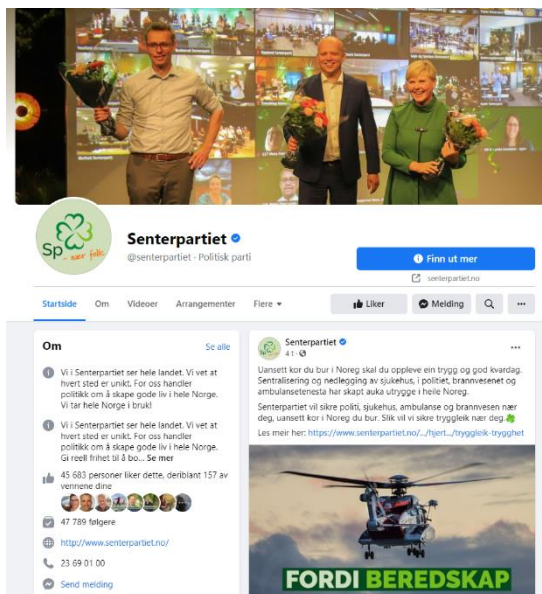 Sp
- nær folk
Senterpartiet
@senterpartiet · Politisk parti
Finn ut mer
senterpartiet.no
Startside Om Videoer Arrangementer Flere
Liker Melding
Om Se alle
Vi i Senterpartiet ser hele landet. Vi vet at
hvert sted er unikt. For oss handler
politikk om å skape gode liv i hele Norge.
Vi tar hele Norge i bruk!
Vi i Senterpartiet ser hele landet. Vi vet at
hvert sted er unikt. For oss handler
politikk om å skape gode liv i hele Norge.
Gi reell frihet til å bo... Se mer
45 683 personer liker dette, deriblant 157 av
vennene dine
47 789 følgere
http://www.senterpartiet.no/
23 69 01 00
Send melding
Senterpartiet
4 t ·
Uansett kor du bur i Noreg skal du oppleve ein trygg og god kvardag.
Sentralisering og nedlegging av sjukehus, i politiet, brannvesenet og
ambulansetenesta har skapt auka utrygge i heile Noreg.
Senterpartiet vil sikre politi, sjukehus, ambulanse og brannvesen nær
deg, uansett kor i Noreg du bur. Slik vil vi sikre tryggleik nær deg.🍀
Les meir her: https://www.senterpartiet.no/.../hjert.../tryggleik-trygghet
FORDI BEREDSKAP